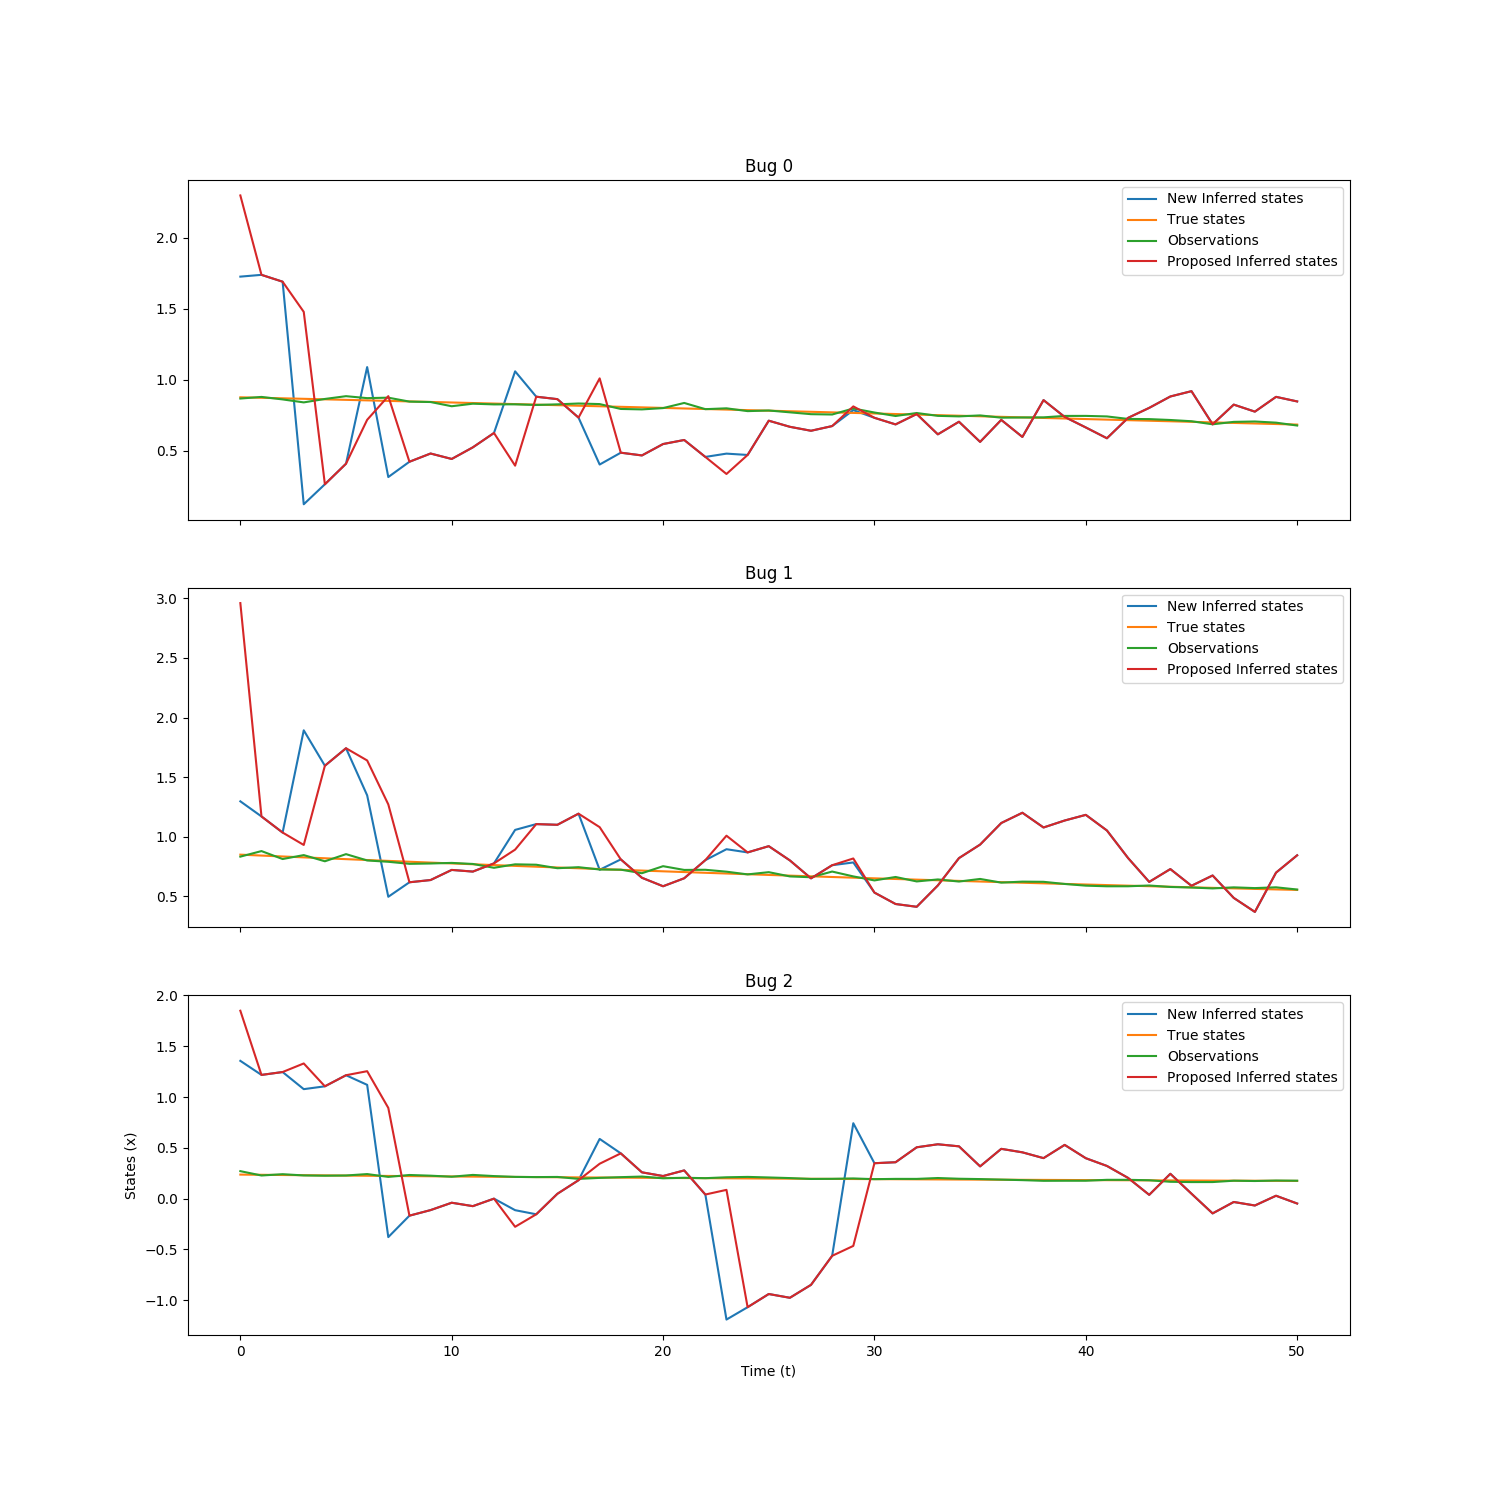 Bug 0
2.0
1.5
1.0
0.5
New Inferred states
True states
Observations
Proposed Inferred states
Bug 1
3.0
2.5
2.0
1.5
1.0
0.5
New Inferred states
True states
Observations
Proposed Inferred states
Bug 2
2.0
1.5
1.0
0.5
0.0
−0.5
−1.0
States (x)
New Inferred states
True states
Observations
Proposed Inferred states
0 10 20 30 40 50
Time (t)